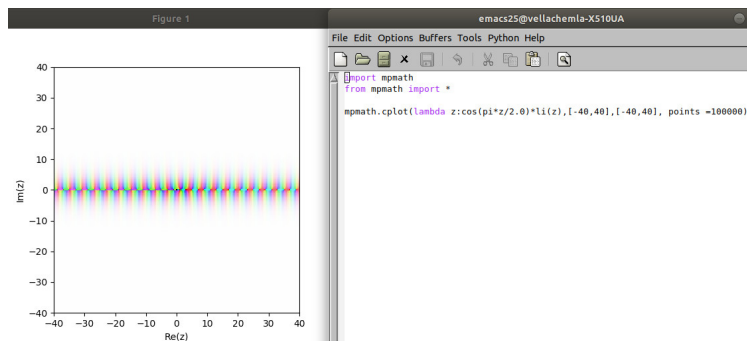 Figure 1
emacs25@vellachemla-X510UA
File Edit Options Buffers Tools Python Help
import mpmath
from mpmath import *
mpmath.cplot(lambda z:cos(pi*z/2.0)*li(z),[-40,40],[-40,40], points =100000)
40
30
20
10
0
−10
−20
−30
−40
Im(z)
−40 −30 −20 −10 0 10 20 30 40
Re(z)